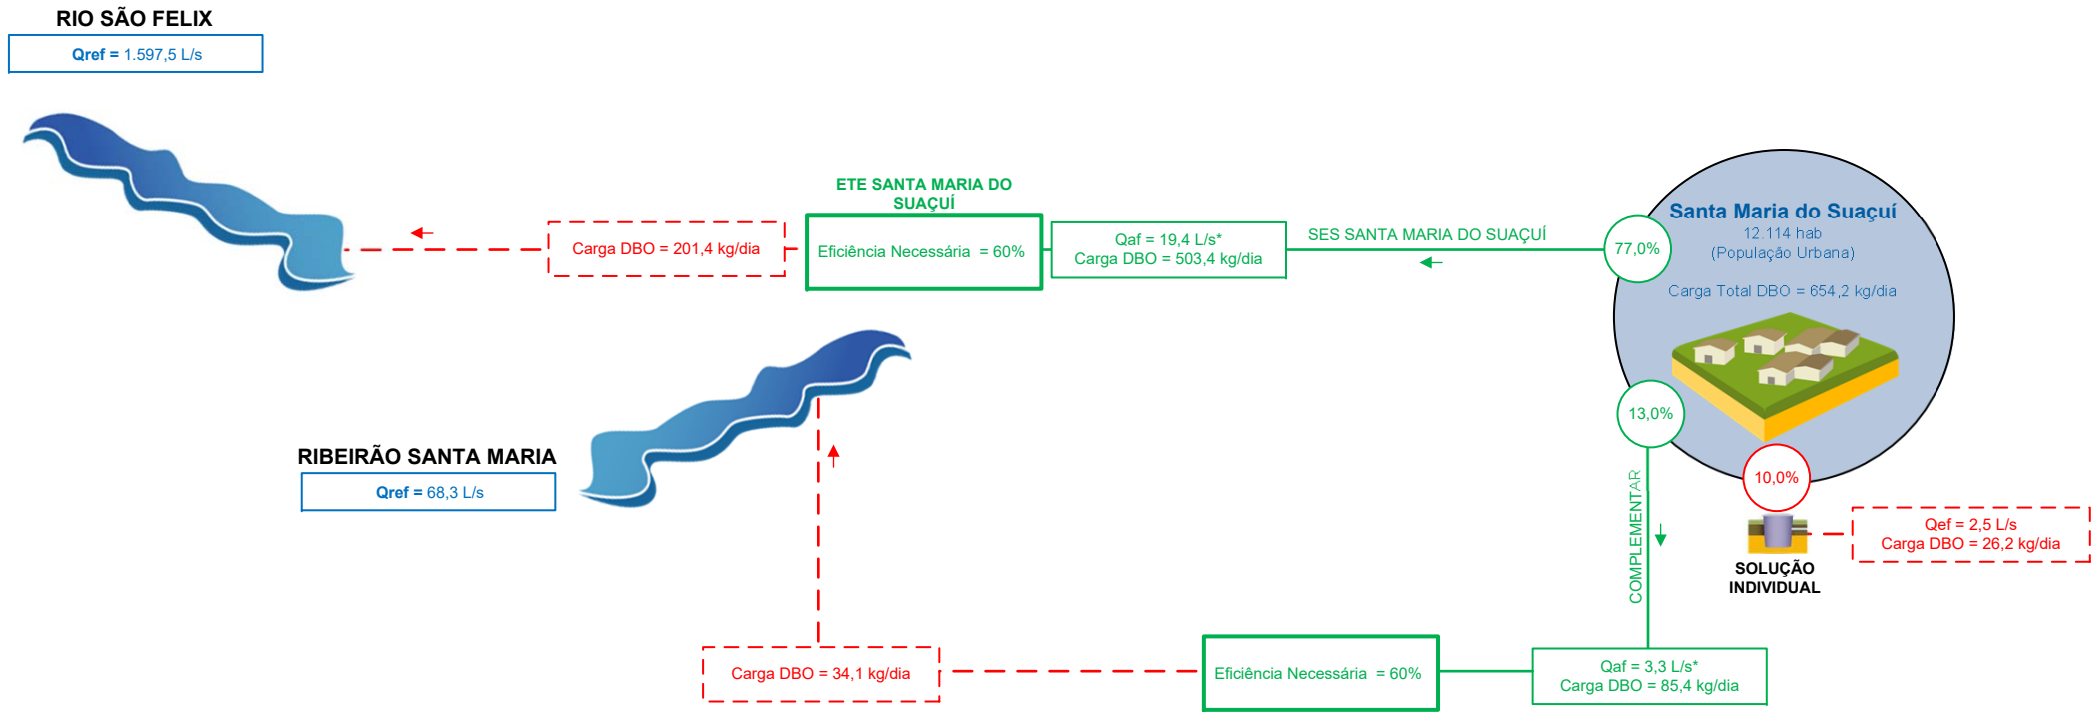 RIO SÃO FELIX
Qref = 1.597,5 L/s
ETE SANTA MARIA DO
SUAÇUÍ
Carga DBO = 201,4 kg/dia
Eficiência Necessária = 60%
Qaf = 19,4 L/s*
Carga DBO = 503,4 kg/dia
SES SANTA MARIA DO SUAÇUÍ
77,0%
Santa Maria do Suaçuí
12.114 hab
(População Urbana)
Carga Total DBO = 654,2 kg/dia
13,0%
10,0%
RIBEIRÃO SANTA MARIA
Qref = 68,3 L/s
COMPLEMENTAR
Qef = 2,5 L/s
Carga DBO = 26,2 kg/dia
SOLUÇÃO
INDIVIDUAL
Carga DBO = 34,1 kg/dia
Eficiência Necessária = 60%
Qaf = 3,3 L/s*
Carga DBO = 85,4 kg/dia